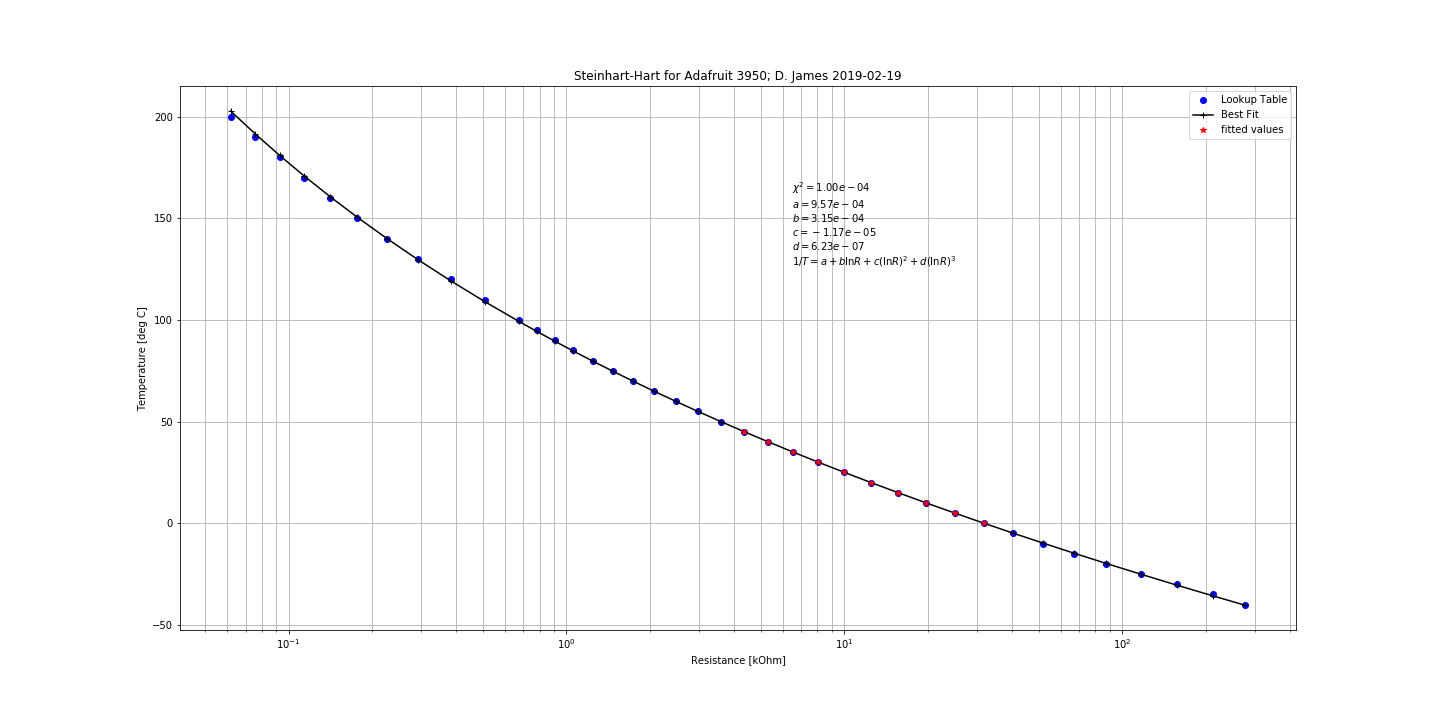 Steinhart-Hart for Adafruit 3950; D. James 2019-02-19
Lookup Table
Best Fit
fitted values
χ² = 1.00e − 04
a = 9.57e − 04
b = 3.15e − 04
c = − 1.17e − 05
d = 6.23e − 07
1/T = a + blnR + c(lnR)² + d(lnR)³
Temperature [deg C]
200
150
100
50
0
−50
10⁻¹
10⁰
10¹
10²
Resistance [kOhm]